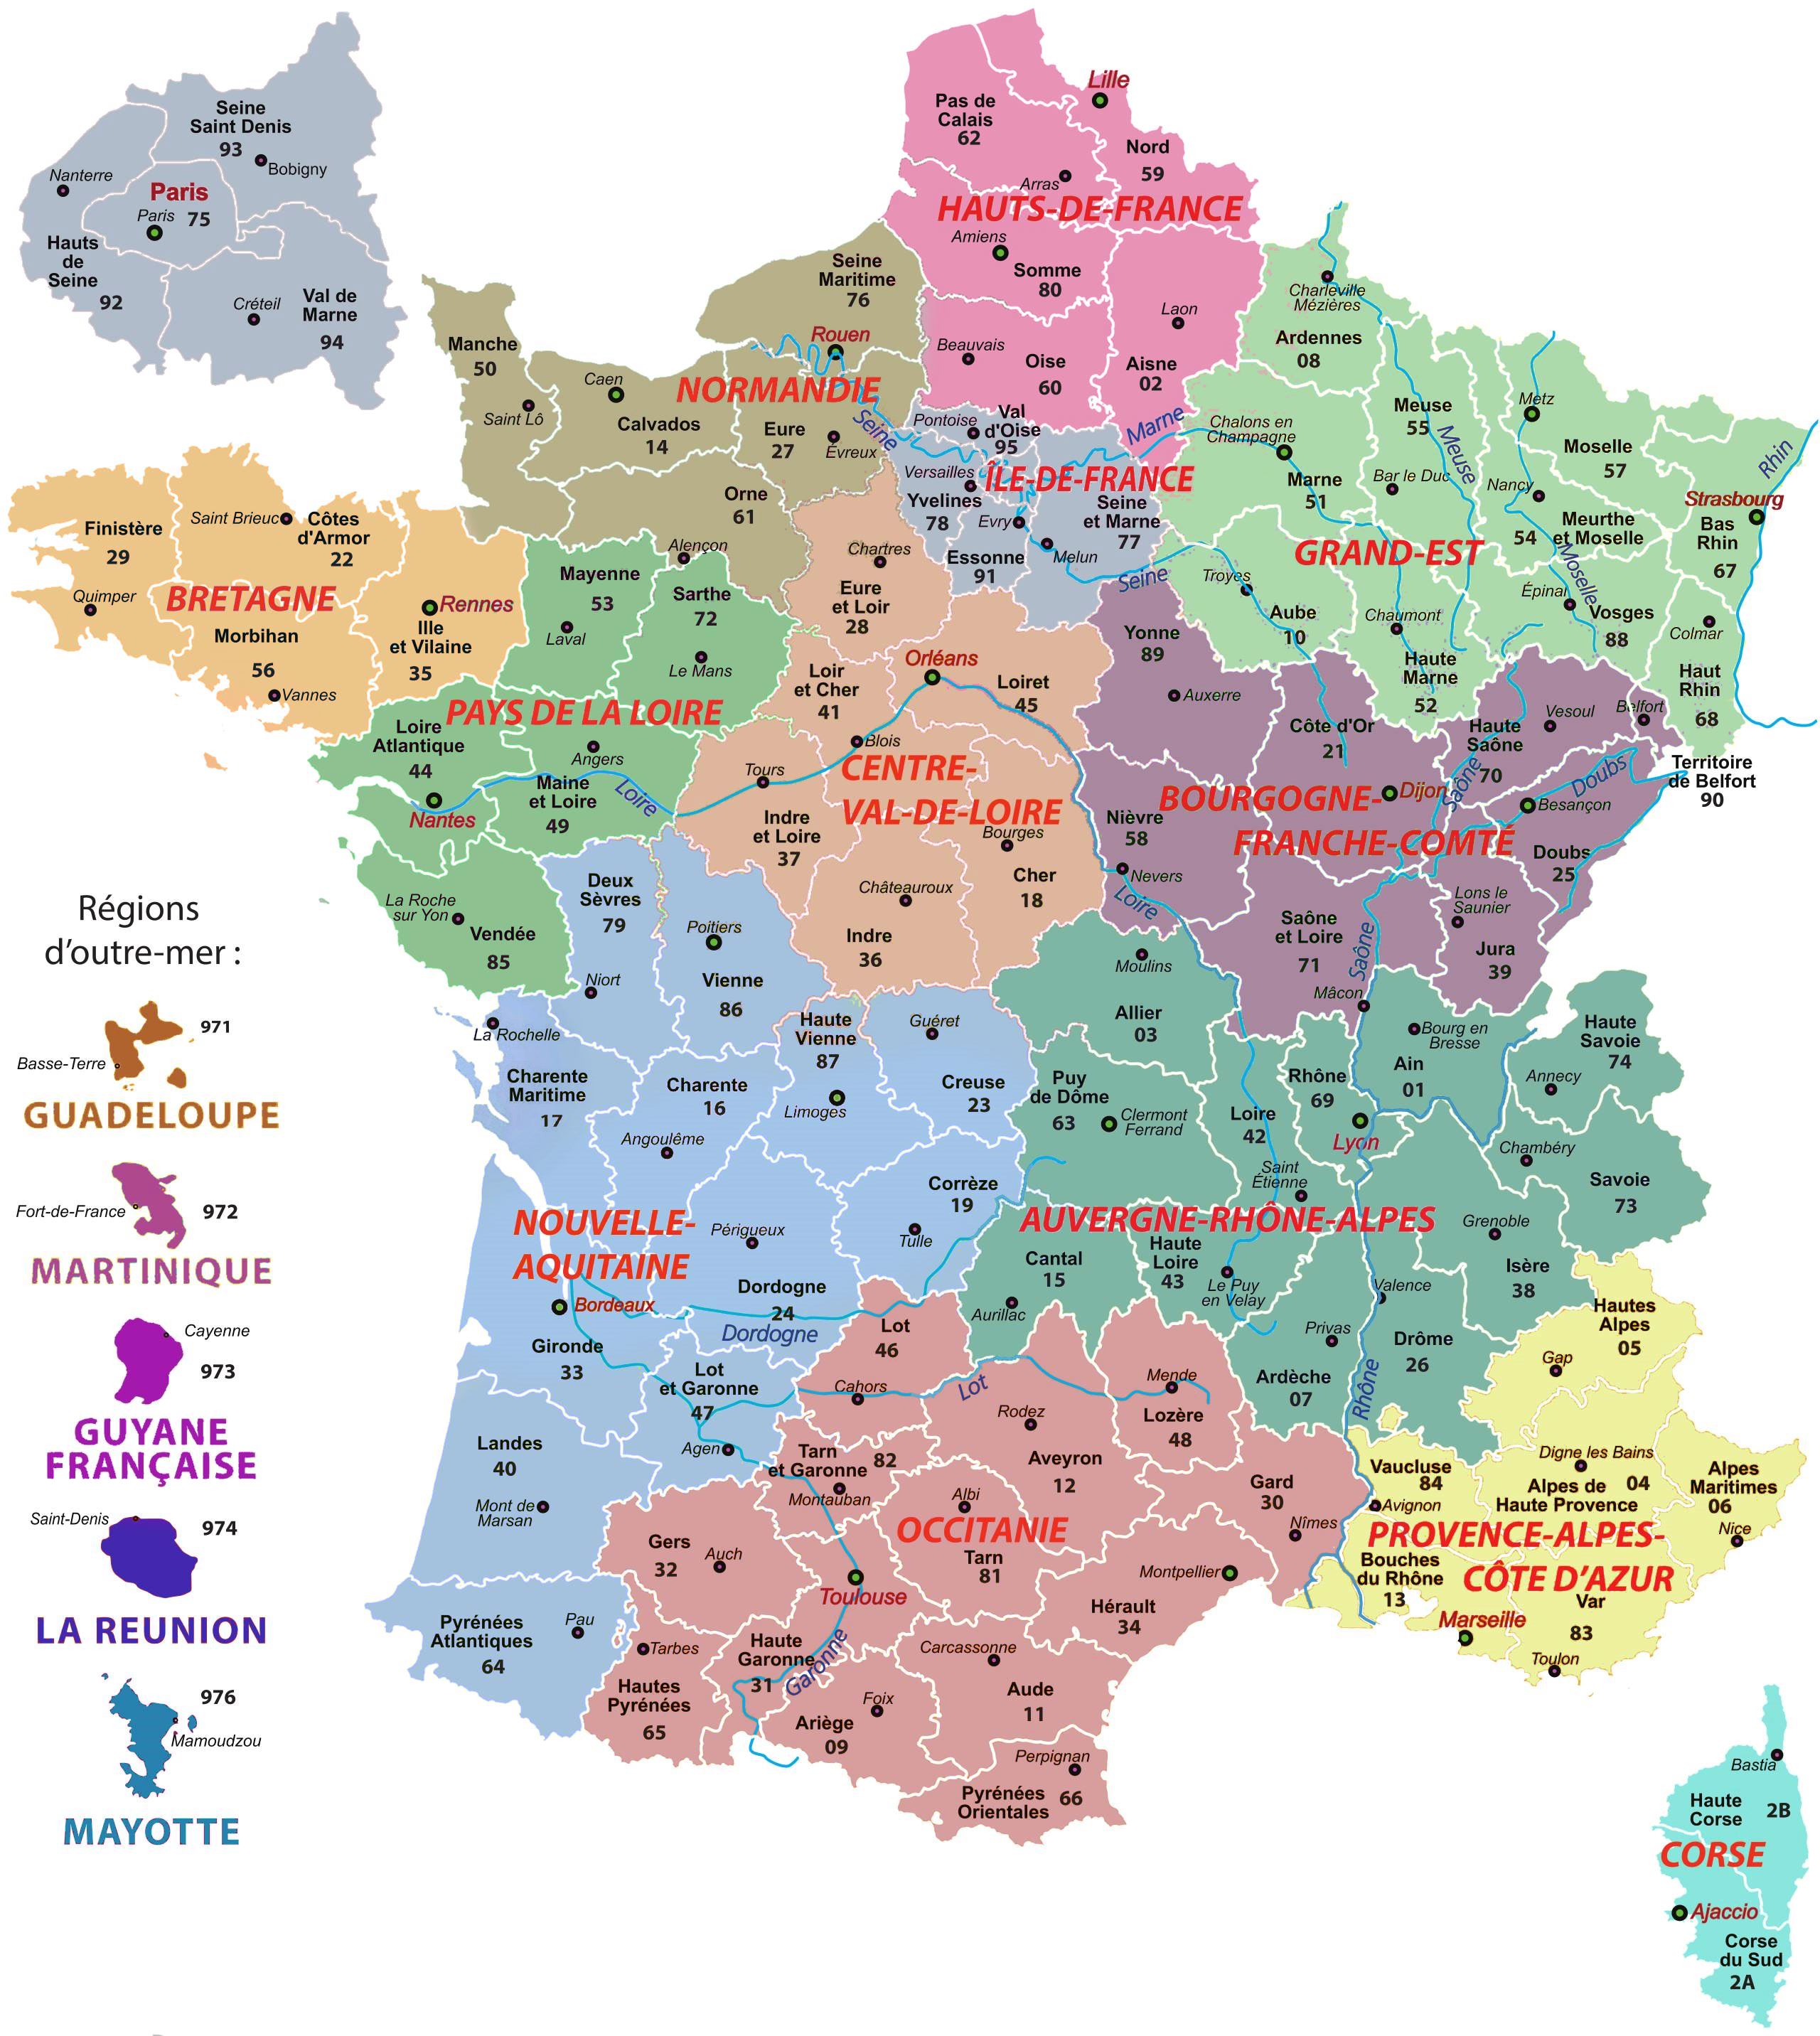 Seine
Saint Denis
93
Bobigny
Nanterre
Paris
Paris
75
Hauts
de
Seine
92
Créteil
Val de
Marne
94
Lille
Pas de
Calais
62
Nord
59
Arras
HAUTS-DE-FRANCE
Amiens
Somme
80
Laon
Beauvais
Oise
60
Aisne
02
Seine
Maritime
76
Rouen
Manche
50
Caen
Saint Lô
Calvados
14
NORMANDIE
Eure
27
Évreux
Seine
Orne
61
Alençon
Pontoise
Val
d'Oise
95
Marne
Versailles
ÎLE-DE-FRANCE
Yvelines
78
Evry
Seine
et Marne
77
Essonne
91
Melun
Seine
Charleville
Mézières
Ardennes
08
Chalons en
Champagne
Marne
51
Meuse
55
Meuse
Bar le Duc
Metz
Moselle
57
Nancy
54
Meurthe
et Moselle
Moselle
Rhin
Strasbourg
Bas
Rhin
67
GRAND-EST
Troyes
Aube
10
Chaumont
Haute
Marne
52
Épinal
Vosges
88
Colmar
Haut
Rhin
68
Finistère
29
Quimper
Saint Brieuc
Côtes
d'Armor
22
BRETAGNE
Morbihan
56
Vannes
Rennes
Ille
et Vilaine
35
Mayenne
53
Laval
Sarthe
72
Le Mans
PAYS DE LA LOIRE
Loire
Atlantique
44
Nantes
Angers
Maine
et Loire
49
Loire
La Roche
sur Yon
Vendée
85
Chartres
Eure
et Loir
28
Loir
et Cher
41
Orléans
Loiret
45
Blois
Tours
CENTRE-
VAL-DE-LOIRE
Indre
et Loire
37
Bourges
Cher
18
Châteauroux
Indre
36
Yonne
89
Auxerre
Côte d'Or
21
Haute
Saône
70
Vesoul
Belfort
Territoire
de Belfort
90
BOURGOGNE-
FRANCHE-COMTÉ
Dijon
Saône
Doubs
Besançon
Nièvre
58
Nevers
Loire
Doubs
25
Saône
et Loire
71
Saône
Mâcon
Lons le
Saunier
Jura
39
Deux
Sèvres
79
Niort
Poitiers
Vienne
86
La Rochelle
Charente
Maritime
17
Charente
16
Angoulême
Haute
Vienne
87
Limoges
Guéret
Creuse
23
Corrèze
19
Tulle
NOUVELLE-
AQUITAINE
Périgueux
Dordogne
24
Dordogne
Bordeaux
Gironde
33
Lot
et Garonne
47
Agen
Landes
40
Mont de
Marsan
Pyrénées
Atlantiques
64
Pau
Moulins
Allier
03
Puy
de Dôme
63
Clermont
Ferrand
Loire
42
Saint
Étienne
Rhône
69
Lyon
Bourg en
Bresse
Ain
01
Haute
Savoie
74
Annecy
Chambéry
Savoie
73
AUVERGNE-RHÔNE-ALPES
Grenoble
Isère
38
Cantal
15
Aurillac
Haute
Loire
43
Le Puy
en Velay
Valence
Privas
Ardèche
07
Drôme
26
Rhône
Lot
46
Cahors
Lot
Mende
Lozère
48
Rodez
Aveyron
12
Tarn
et Garonne
82
Montauban
Albi
Tarn
81
OCCITANIE
Gard
30
Nîmes
Gers
32
Auch
Toulouse
Montpellier
Hérault
34
Tarbes
Hautes
Pyrénées
65
Haute
Garonne
31
Garonne
Carcassonne
Aude
11
Foix
Ariège
09
Perpignan
Pyrénées
Orientales
66
Hautes
Alpes
05
Gap
Digne les Bains
Alpes de
Haute Provence
04
Alpes
Maritimes
06
Nice
Vaucluse
84
Avignon
PROVENCE-ALPES-
CÔTE D’AZUR
Bouches
du Rhône
13
Marseille
Var
83
Toulon
Bastia
Haute
Corse
2B
CORSE
Ajaccio
Corse
du Sud
2A
Régions
d’outre-mer :
971
Basse-Terre
GUADELOUPE
Fort-de-France
972
MARTINIQUE
Cayenne
973
GUYANE
FRANÇAISE
Saint-Denis
974
LA REUNION
976
Mamoudzou
MAYOTTE